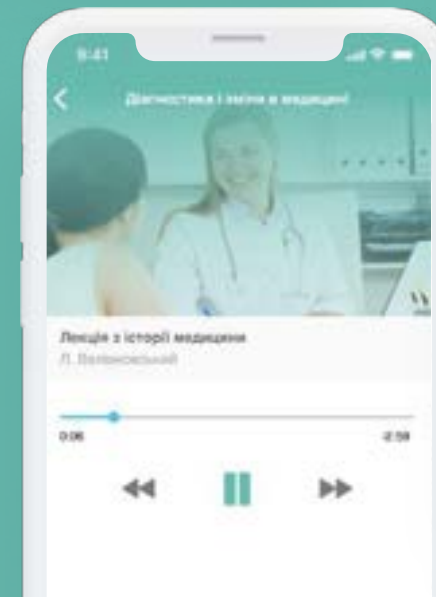 9:41
Діагностика і зміни в медицині
Лекція з історії медицини
Л.
0:06
-2:59